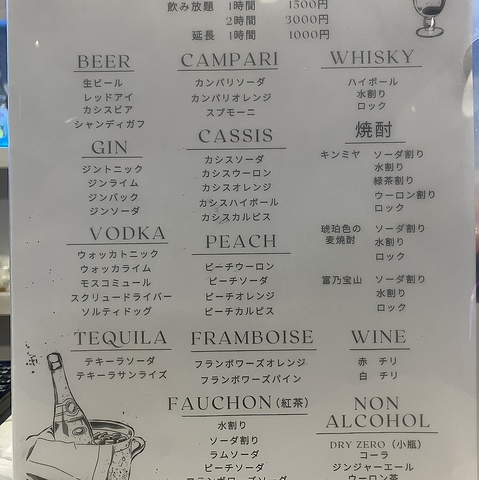 飲み放題 1時間 1500円
2時間 3000円
延長 1時間 1000円
BEER
生ビール
レッドアイ
カシスビア
シャンディガフ
GIN
ジントニック
ジンライム
ジンバック
ジンソーダ
VODKA
ウォッカトニック
ウォッカライム
モスコミュール
スクリュードライバー
ソルティドッグ
TEQUILA
テキーラソーダ
テキーラサンライズ
CAMPARI
カンパリソーダ
カンパリオレンジ
スプモーニ
CASSIS
カシスソーダ
カシスウーロン
カシスオレンジ
カシスハイボール
カシスカルピス
PEACH
ピーチウーロン
ピーチソーダ
ピーチオレンジ
ピーチカルピス
FRAMBOISE
フランボワーズオレンジ
フランボワーズパイン
FAUCHON(紅茶)
水割り
ソーダ割り
ラムソーダ
ピーチソーダ
フランボワーズソーダ
WHISKY
ハイボール
水割り
ロック
焼酎
キンミヤ ソーダ割り
水割り
緑茶割り
ウーロン割り
ロック
琥珀色の麦焼酎 ソーダ割り
水割り
ロック
富乃宝山 ソーダ割り
水割り
ロック
WINE
赤 チリ
白 チリ
NON
ALCOHOL
DRY ZERO (小瓶)
コーラ
ジンジャーエール
ウーロン茶